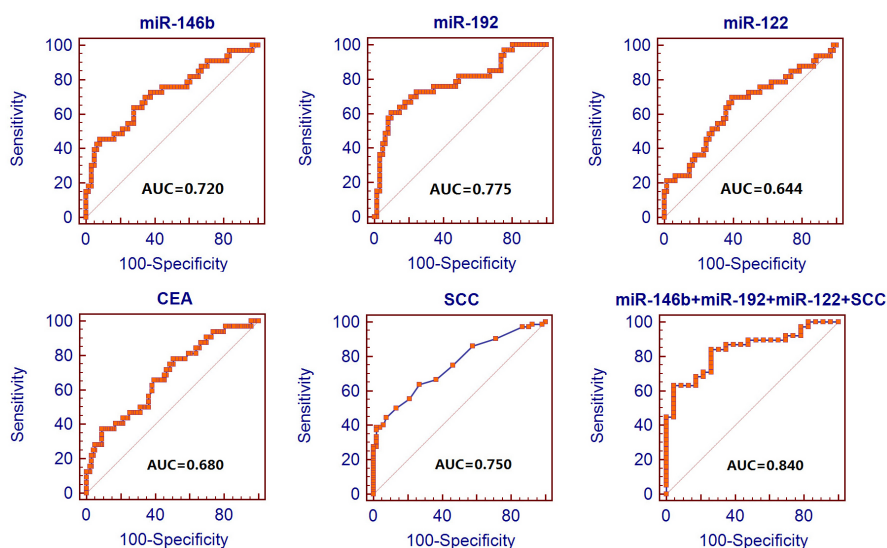 miR-146b
100
80
60
40
20
0
Sensitivity
AUC=0.720
0 40 80
100-Specificity
miR-192
100
80
60
40
20
0
Sensitivity
AUC=0.775
0 40 80
100-Specificity
miR-122
100
80
60
40
20
0
Sensitivity
AUC=0.644
0 40 80
100-Specificity
CEA
100
80
60
40
20
0
Sensitivity
AUC=0.680
0 40 80
100-Specificity
SCC
100
80
60
40
20
0
Sensitivity
AUC=0.750
0 40 80
100-Specificity
miR-146b+miR-192+miR-122+SCC
100
80
60
40
20
0
Sensitivity
AUC=0.840
0 40 80
100-Specificity